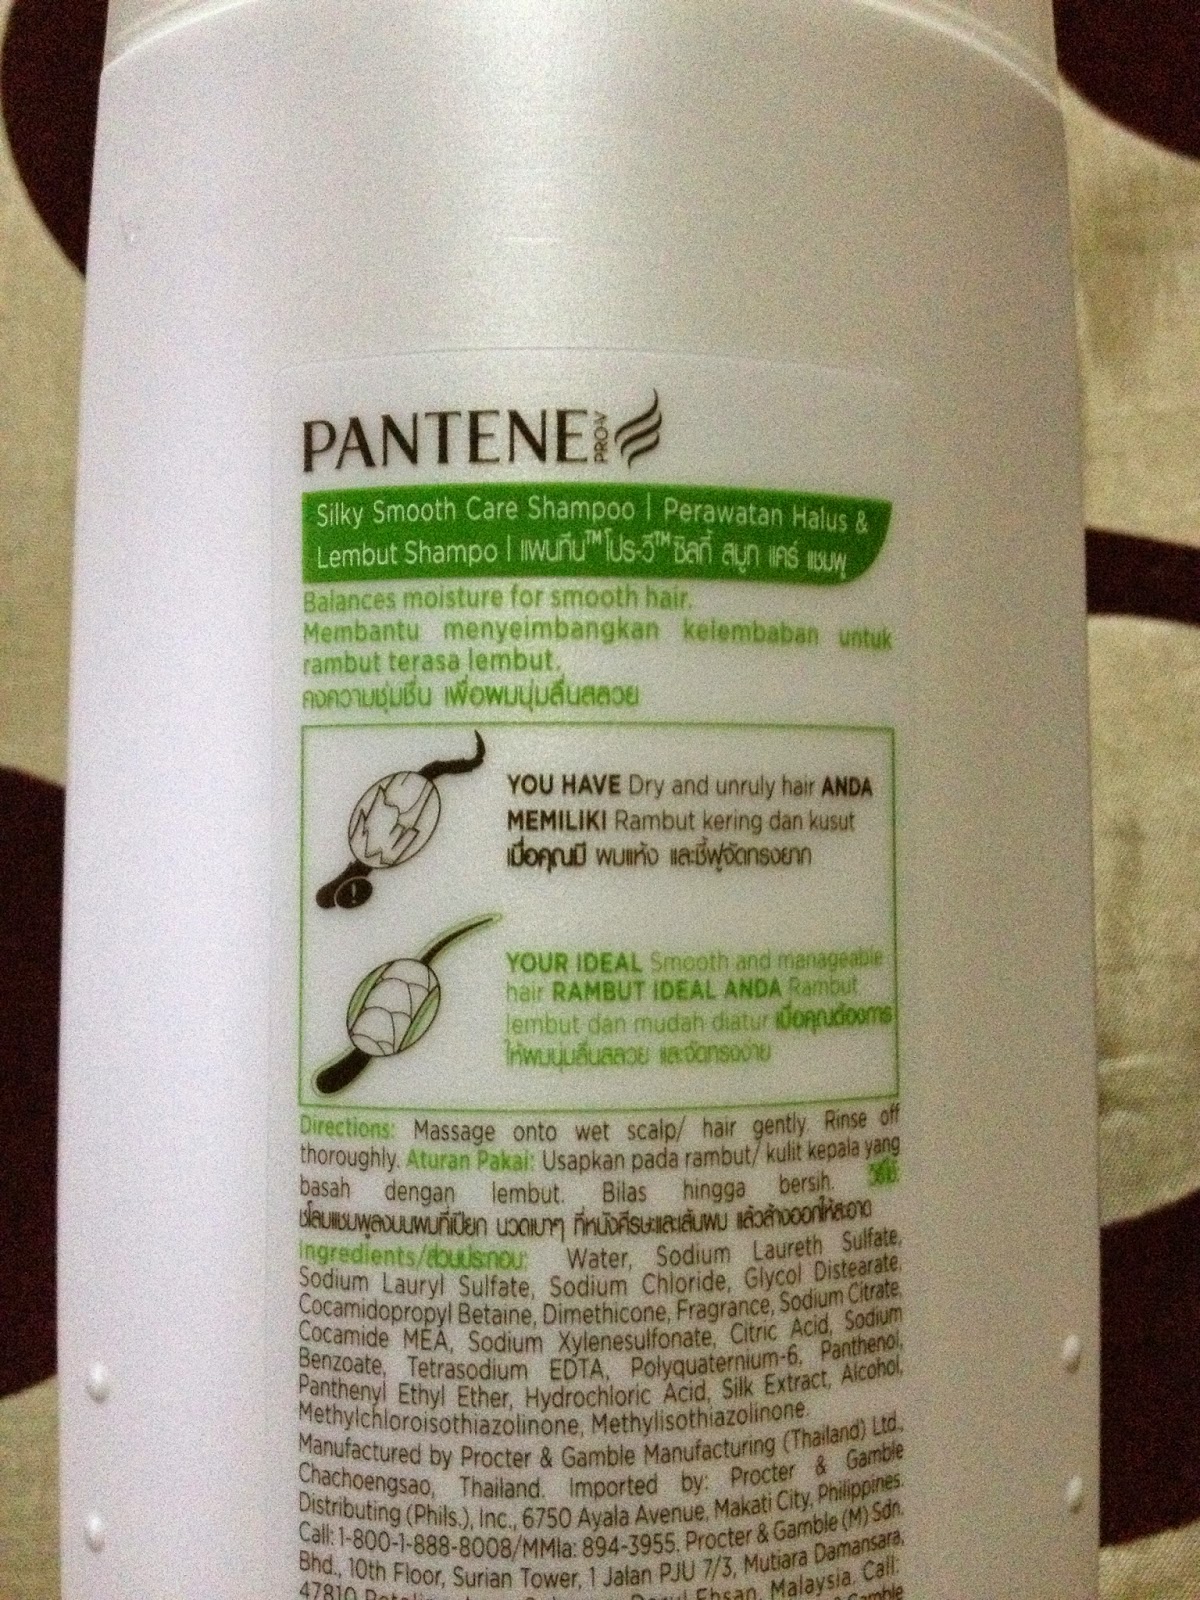 PANTENE PRO-V
Silky Smooth Care Shampoo | Perawatan Halus &
Lembut Shampo | แพนทีน™โปร-วี™ซิลกี้ สมูท แคร์ แชมพู
Balances moisture for smooth hair.
Membantu menyeimbangkan kelembaban untuk
rambut terasa lembut.
คงความชุ่มชื่น เพื่อผมนุ่มลื่นสลวย
YOU HAVE Dry and unruly hair ANDA
MEMILIKI Rambut kering dan kusut
เมื่อคุณมี ผมแห้ง และชี้ฟูจัดทรงยาก
YOUR IDEAL Smooth and manageable
hair RAMBUT IDEAL ANDA Rambut
lembut dan mudah diatur เมื่อคุณต้องการ
ให้ผมนุ่มลื่นสลวย และจัดทรงง่าย
Directions: Massage onto wet scalp/ hair gently. Rinse off
thoroughly. Aturan Pakai: Usapkan pada rambut/ kulit kepala yang
basah dengan lembut. Bilas hingga bersih. วิธีใช้:
ชโลมแชมพูลงบนผมที่เปียก นวดเบาๆ ที่หนังศีรษะและเส้นผม แล้วล้างออกให้สะอาด
Ingredients/ส่วนประกอบ: Water, Sodium Laureth Sulfate,
Sodium Lauryl Sulfate, Sodium Chloride, Glycol Distearate,
Cocamidopropyl Betaine, Dimethicone, Fragrance, Sodium Citrate,
Cocamide MEA, Sodium Xylenesulfonate, Citric Acid, Sodium
Benzoate, Tetrasodium EDTA, Polyquaternium-6, Panthenol,
Panthenyl Ethyl Ether, Hydrochloric Acid, Silk Extract, Alcohol,
Methylchloroisothiazolinone, Methylisothiazolinone.
Manufactured by Procter & Gamble Manufacturing (Thailand) Ltd.,
Chachoengsao, Thailand. Imported by: Procter & Gamble
Distributing (Phils.), Inc., 6750 Ayala Avenue, Makati City, Philippines.
Call: 1-800-1-888-8008/MMla: 894-3955. Procter & Gamble (M) Sdn.
Bhd., 10th Floor, Surian Tower, 1 Jalan PJU 7/3, Mutiara Damansara,
47810 Ehsan, Malaysia. Call:
& Gamble